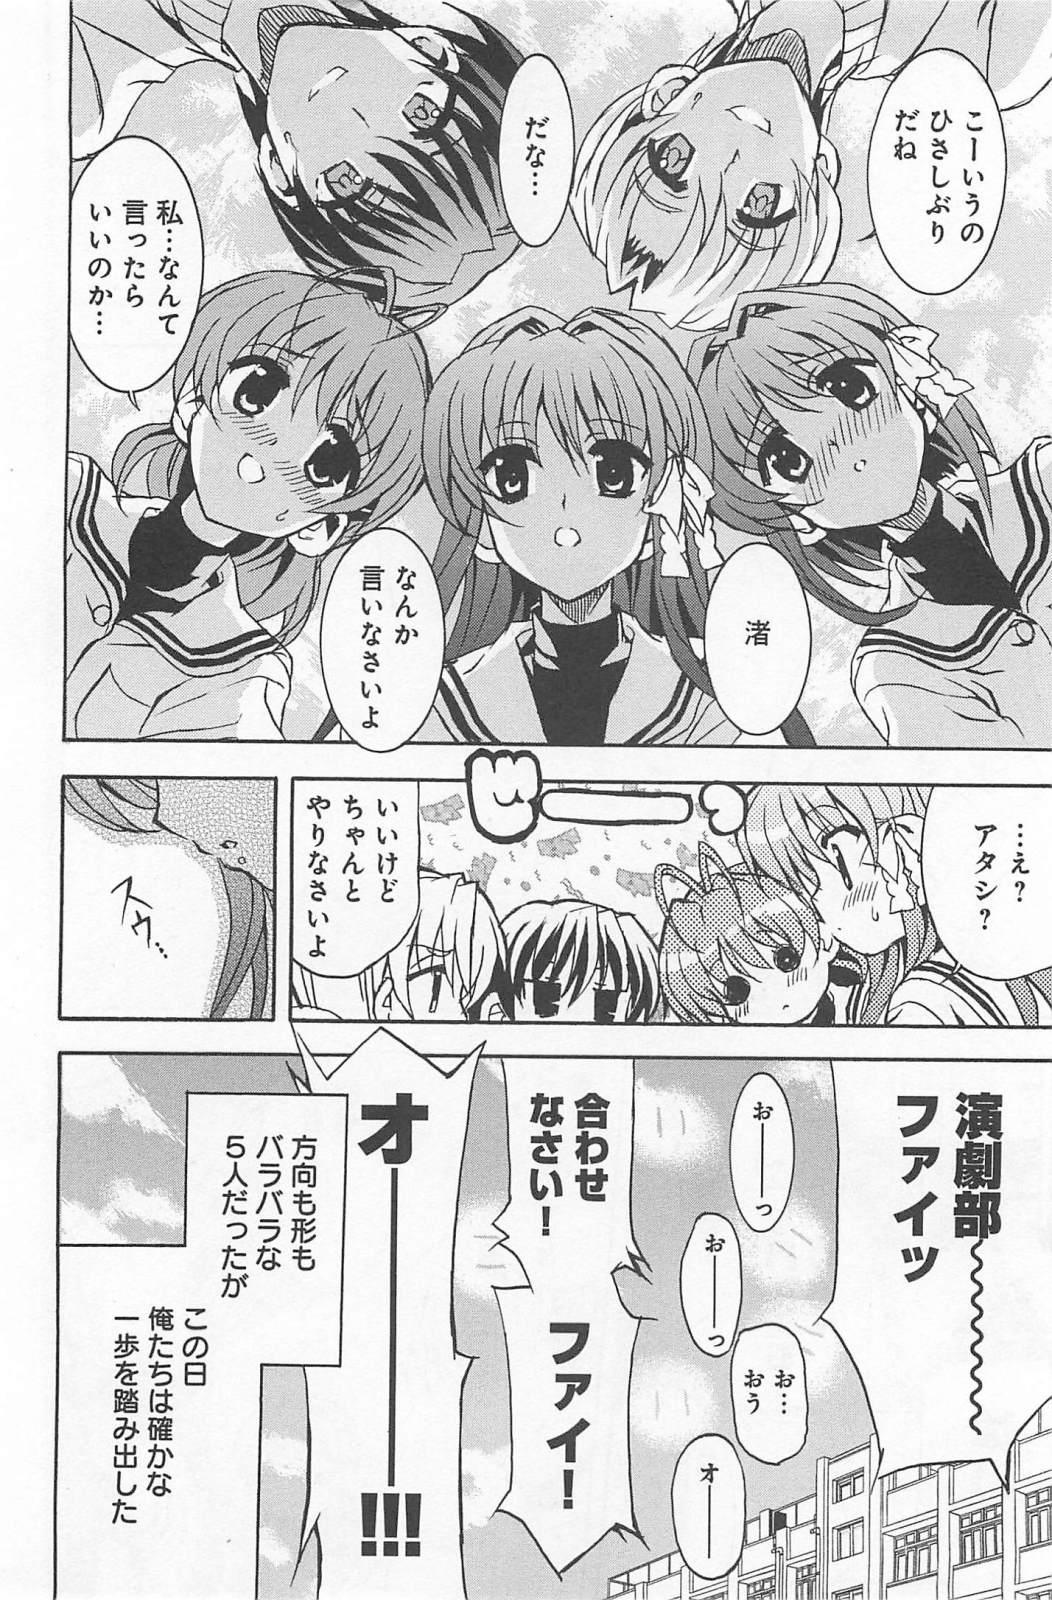 こーいうの
ひさしぶり
だね
だな…
私…なんて
言ったら
いいのか…
渚
なんか
言いなさいよ
…え?
アタシ?
じーっ
いいけど
ちゃんと
やりなさいよ
スゥ…
演劇部〜
ファイッ
おーっ
おーっ
お…
おう
オー
合わせ
なさい!
ファイ!
オー!!!
方向も形も
バラバラな
5人だったが
この日
俺たちは確かな
一歩を踏み出した